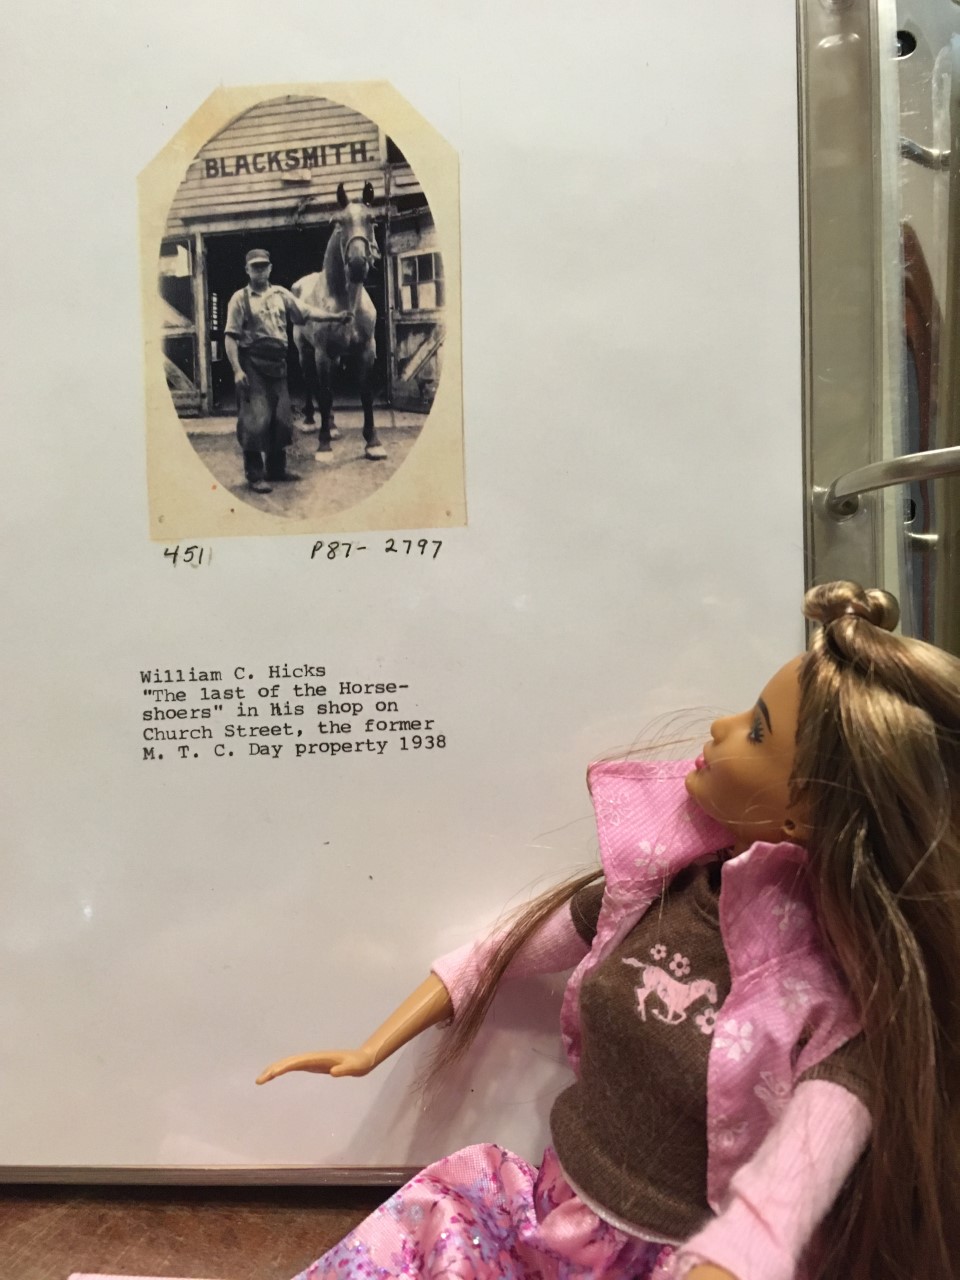 BLACKSMITH.
4511 P87- 2797
William C. Hicks
"The last of the Horse-
shoers" in His shop on
Church Street, the former
M. T. C. Day property 1938